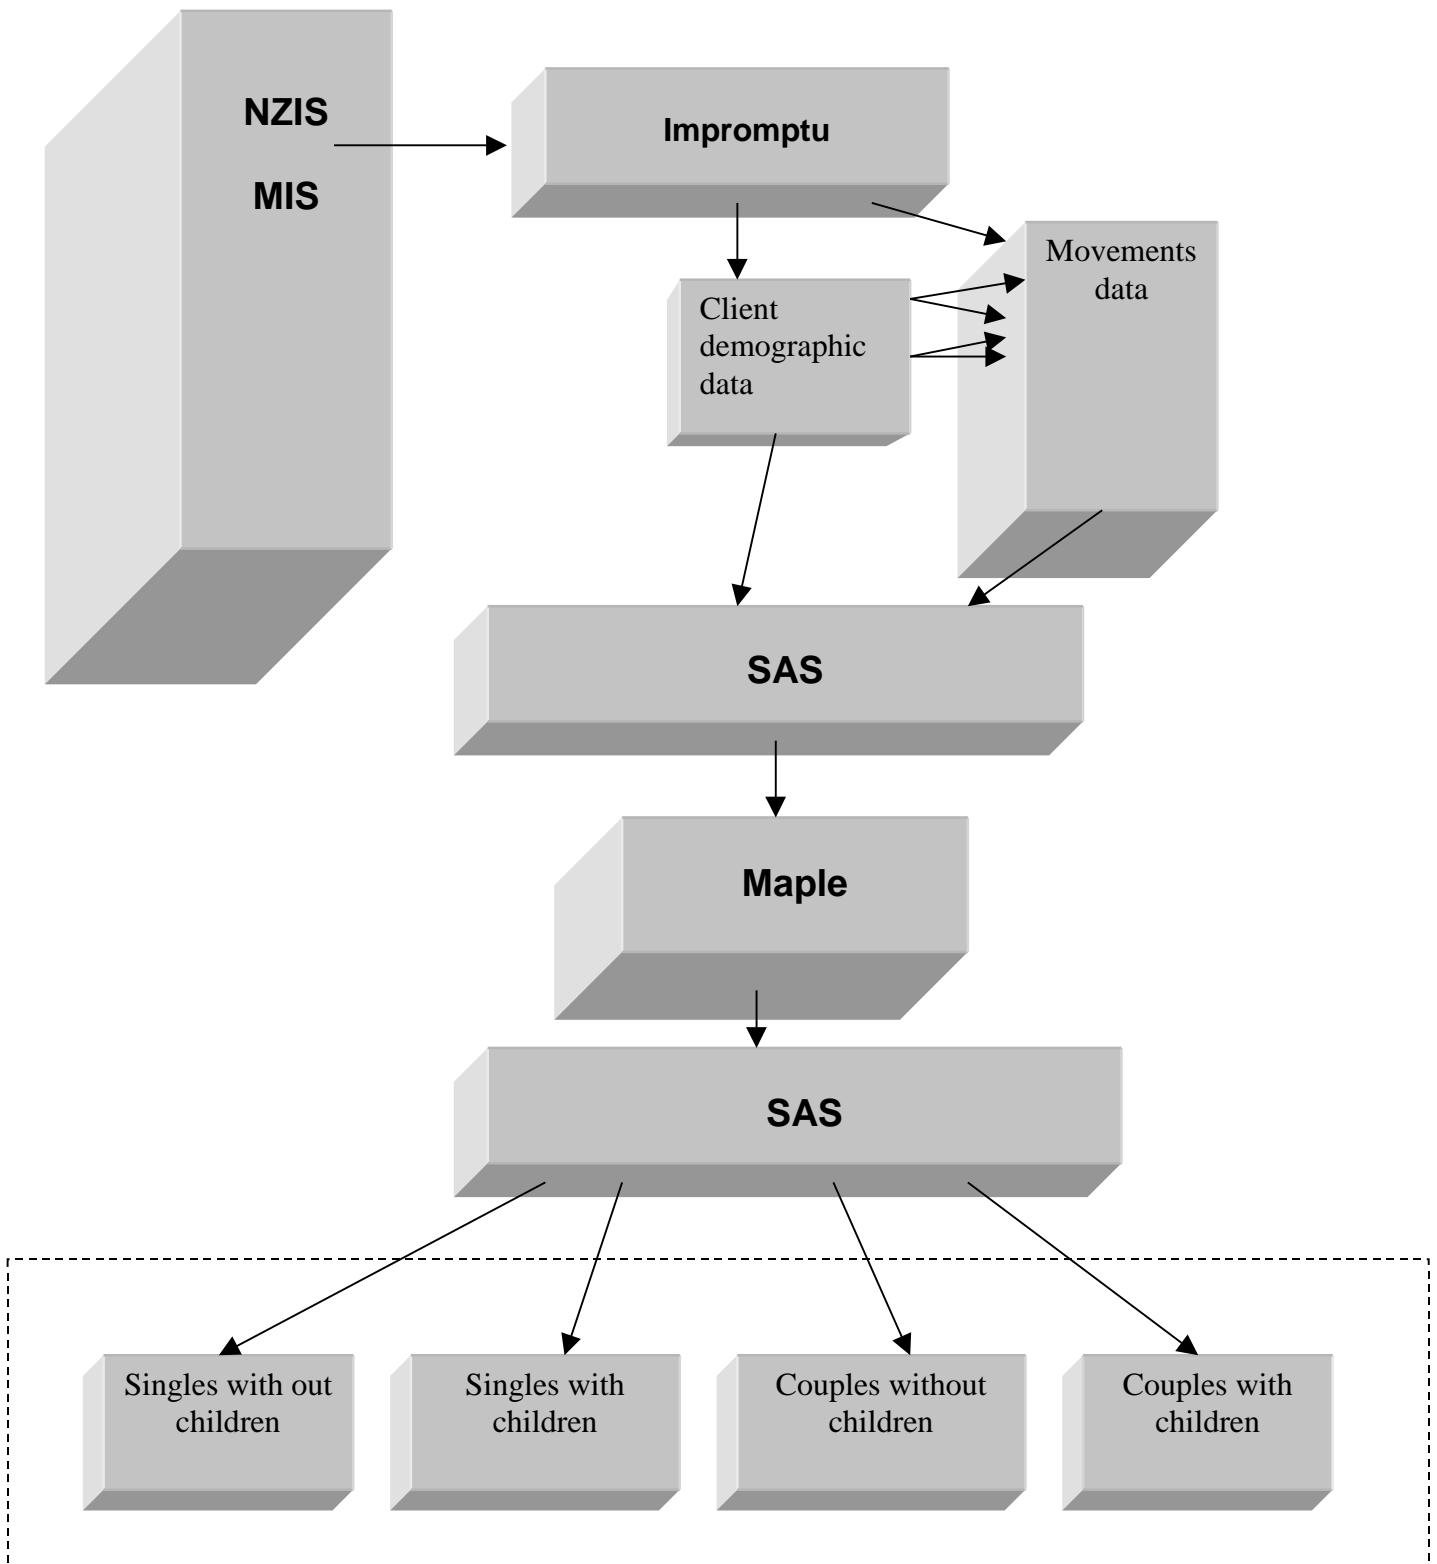 NZIS
MIS
Impromptu
Movements
data
Client
demographic
data
SAS
Maple
SAS
Singles with out
children
Singles with
children
Couples without
children
Couples with
children